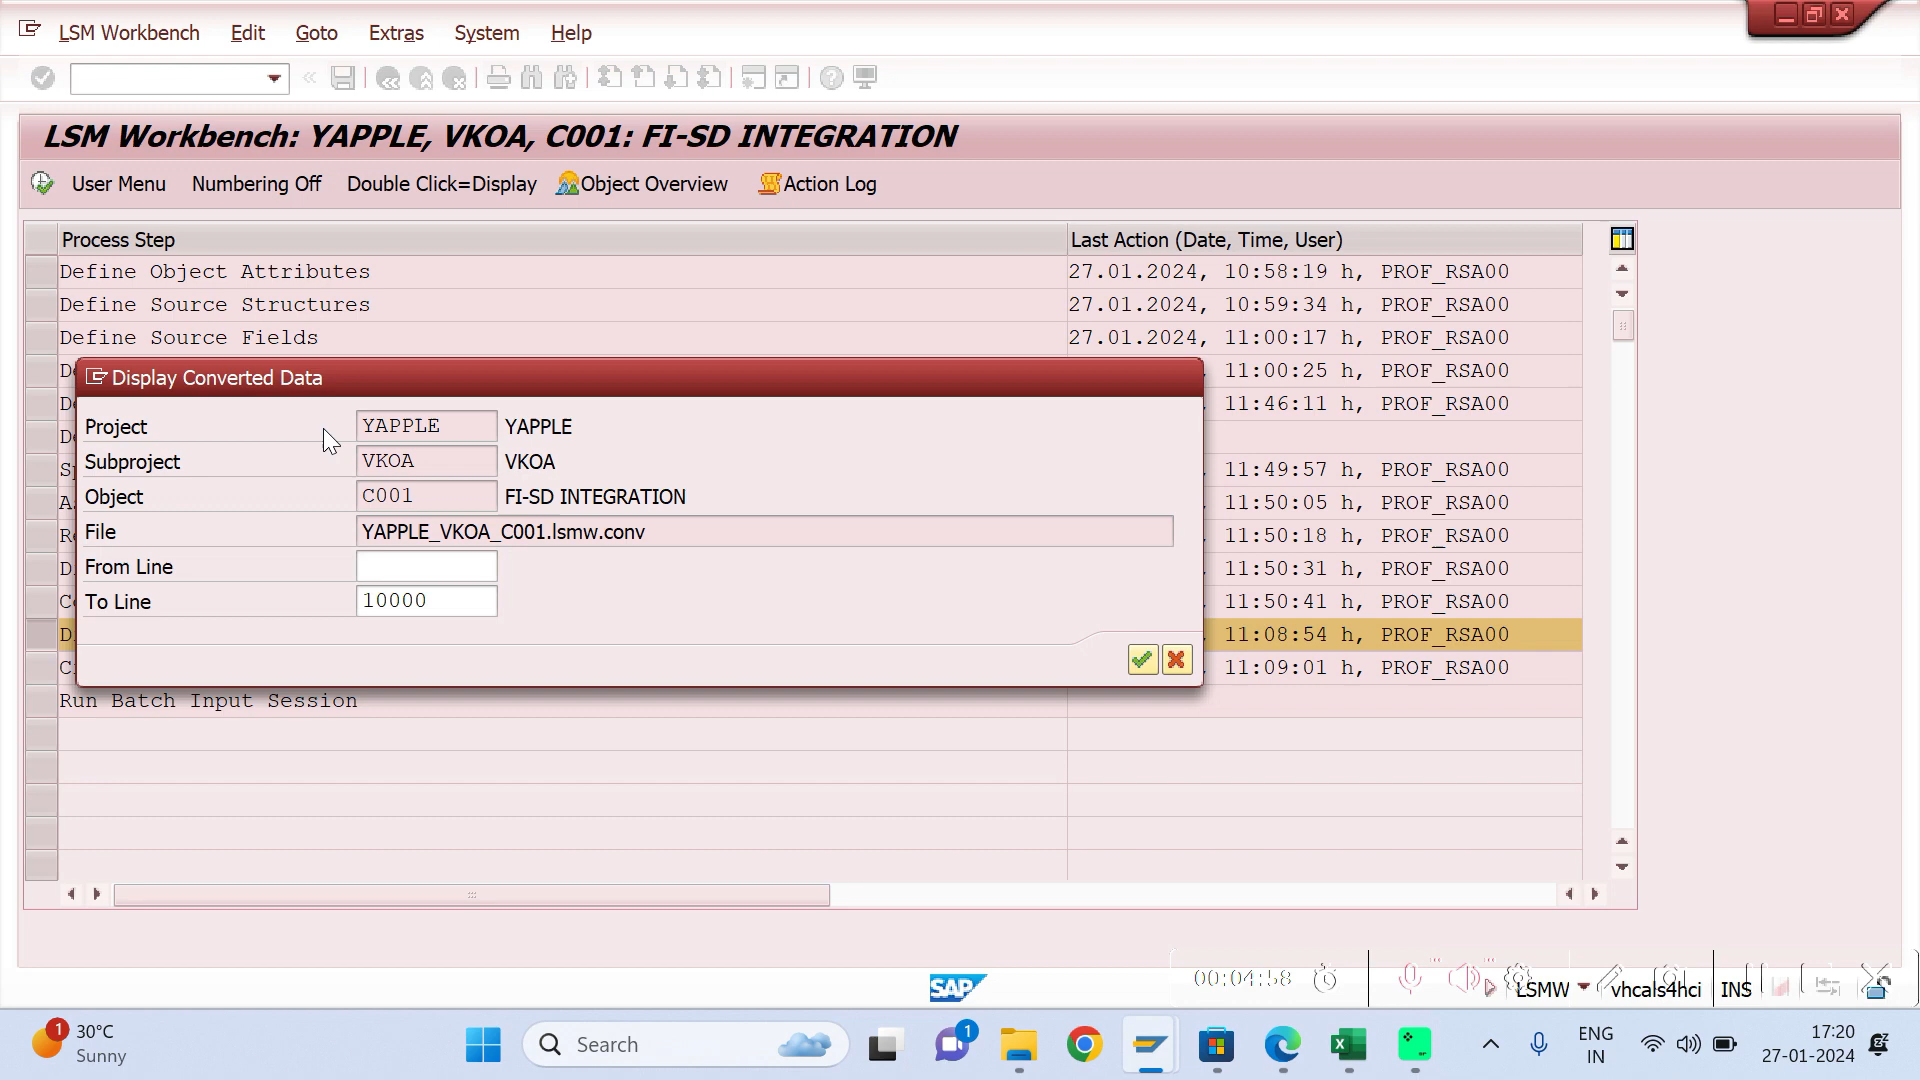 LSM Workbench Edit Goto Extras System Help
LSM Workbench: YAPPLE, VKOA, C001: FI-SD INTEGRATION
User Menu Numbering Off Double Click=Display Object Overview Action Log
Process Step Last Action (Date, Time, User)
Define Object Attributes 27.01.2024, 10:58:19 h, PROF_RSA00
Define Source Structures 27.01.2024, 10:59:34 h, PROF_RSA00
Define Source Fields 27.01.2024, 11:00:17 h, PROF_RSA00
11:00:25 h, PROF_RSA00
Display Converted Data
11:46:11 h, PROF_RSA00
Project YAPPLE YAPPLE
Subproject VKOA VKOA
11:49:57 h, PROF_RSA00
Object C001 FI-SD INTEGRATION
11:50:05 h, PROF_RSA00
File YAPPLE_VKOA_C001.lsmw.conv
11:50:18 h, PROF_RSA00
From Line
11:50:31 h, PROF_RSA00
To Line 10000
11:50:41 h, PROF_RSA00
11:08:54 h, PROF_RSA00
11:09:01 h, PROF_RSA00
Run Batch Input Session
SAP 00:04:58 LSMW vhcals4hci INS
1 30°C
Sunny
Search
1
ENG
IN
17:20
27-01-2024